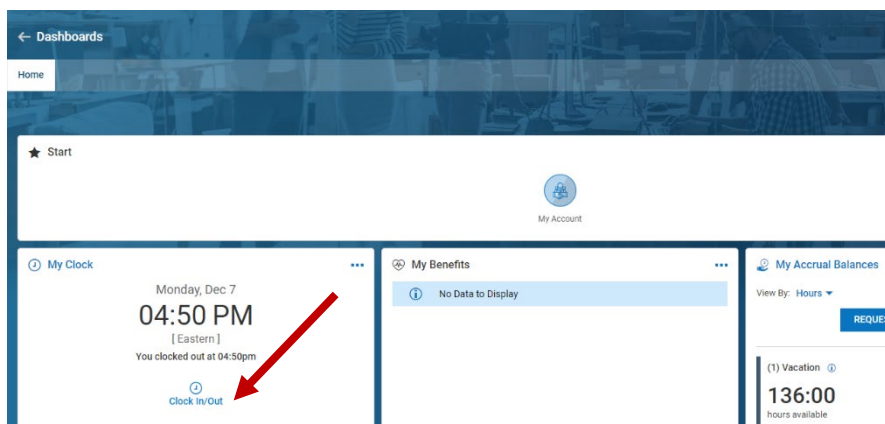 ← Dashboards
Home
★ Start
My Account
My Clock
Monday, Dec 7
04:50 PM
[ Eastern ]
You clocked out at 04:50pm
Clock In/Out
My Benefits
No Data to Display
My Accrual Balances
View By: Hours
REQUE
(1) Vacation
136:00
hours available